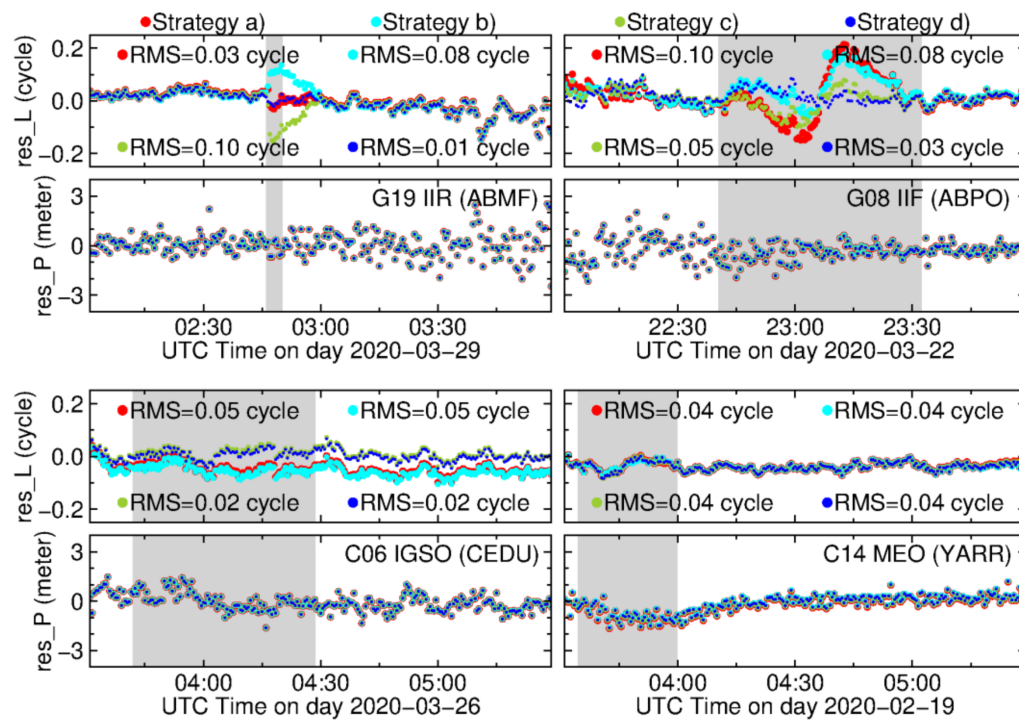 Strategy a) Strategy b) Strategy c) Strategy d)
res_L (cycle)
0.2
0.0
−0.2
RMS=0.03 cycle RMS=0.08 cycle
RMS=0.10 cycle RMS=0.01 cycle
RMS=0.10 cycle RMS=0.08 cycle
RMS=0.05 cycle RMS=0.03 cycle
res_P (meter)
3
0
−3
G19 IIR (ABMF)
G08 IIF (ABPO)
02:30 03:00 03:30
UTC Time on day 2020−03−29
22:30 23:00 23:30
UTC Time on day 2020−03−22
res_L (cycle)
0.2
0.0
−0.2
RMS=0.05 cycle RMS=0.05 cycle
RMS=0.02 cycle RMS=0.02 cycle
RMS=0.04 cycle RMS=0.04 cycle
RMS=0.04 cycle RMS=0.04 cycle
res_P (meter)
3
0
−3
C06 IGSO (CEDU)
C14 MEO (YARR)
04:00 04:30 05:00
UTC Time on day 2020−03−26
04:00 04:30 05:00
UTC Time on day 2020−02−19